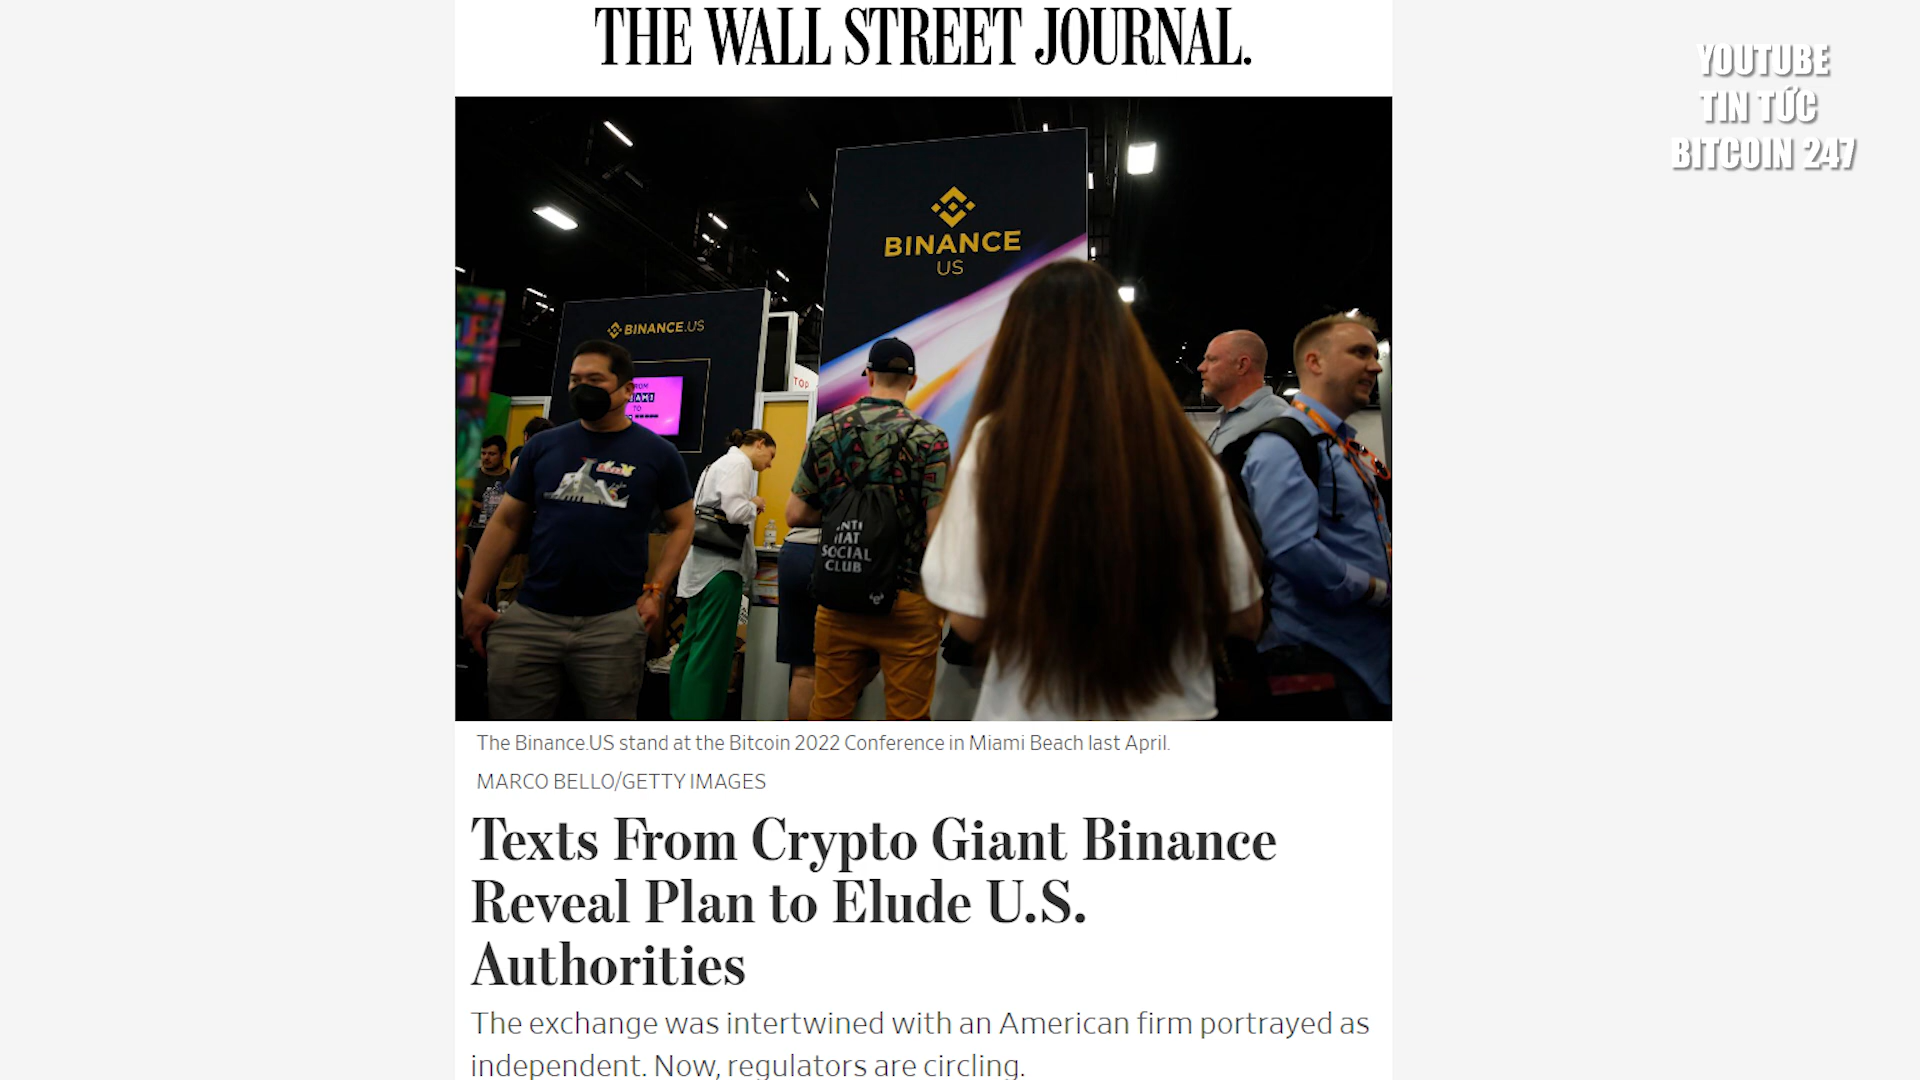 THE WALL STREET JOURNAL.
YOUTUBE
TIN TỨC
BITCOIN 247
BINANCE
US
BINANCE.US
TOP
TO
SOCIAL
CLUB
The Binance.US stand at the Bitcoin 2022 Conference in Miami Beach last April.
MARCO BELLO/GETTY IMAGES
Texts From Crypto Giant Binance
Reveal Plan to Elude U.S.
Authorities
The exchange was intertwined with an American firm portrayed as
independent. Now, regulators are circling.